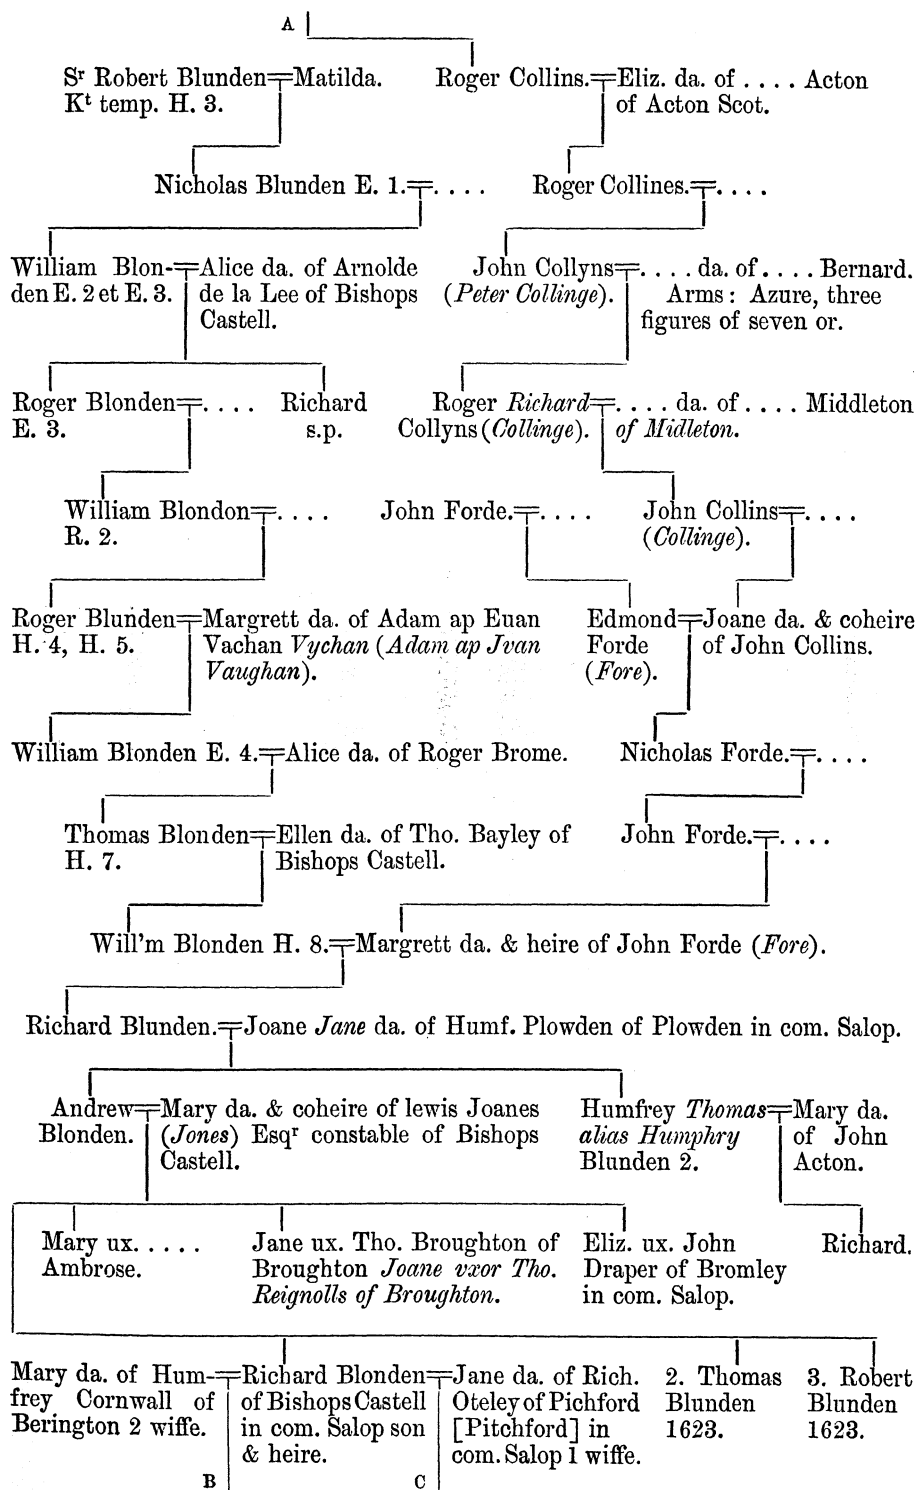 A
Sʳ Robert Blunden=Matilda.
Kᵗ temp. H. 3.
Roger Collins.=Eliz. da. of . . . . Acton
of Acton Scot.
Nicholas Blunden E. 1.=. . . .
Roger Collines.=. . . .
William Blon-=Alice da. of Arnolde
den E. 2 et E. 3. de la Lee of Bishops
Castell.
John Collyns=. . . . da. of . . . . Bernard.
(Peter Collinge). Arms : Azure, three
figures of seven or.
Roger Blonden=. . . .
E. 3.
Richard
s.p.
Roger Richard=. . . . da. of . . . . Middleton
Collyns (Collinge). of Midleton.
William Blondon=. . . .
R. 2.
John Forde.=. . . .
John Collins=. . . .
(Collinge).
Roger Blunden=Margrett da. of Adam ap Euan
H. 4, H. 5. Vachan Vychan (Adam ap Jvan
Vaughan).
Edmond=Joane da. & coheire
Forde of John Collins.
(Fore).
William Blonden E. 4.=Alice da. of Roger Brome.
Nicholas Forde.=. . . .
Thomas Blonden=Ellen da. of Tho. Bayley of
H. 7. Bishops Castell.
John Forde.=. . . .
Will'm Blonden H. 8.=Margrett da. & heire of John Forde (Fore).
Richard Blunden.=Joane Jane da. of Humf. Plowden of Plowden in com. Salop.
Andrew=Mary da. & coheire of lewis Joanes
Blonden. (Jones) Esqʳ constable of Bishops
Castell.
Humfrey Thomas=Mary da.
alias Humphry of John
Blunden 2. Acton.
Mary ux. . . . .
Ambrose.
Jane ux. Tho. Broughton of
Broughton Joane vxor Tho.
Reignolls of Broughton.
Eliz. ux. John
Draper of Bromley
in com. Salop.
Richard.
Mary da. of Hum-=Richard Blonden=Jane da. of Rich.
frey Cornwall of of Bishops Castell Oteley of Pichford
Berington 2 wiffe. in com. Salop son [Pitchford] in
& heire. com. Salop 1 wiffe.
2. Thomas
Blunden
1623.
3. Robert
Blunden
1623.
B
C